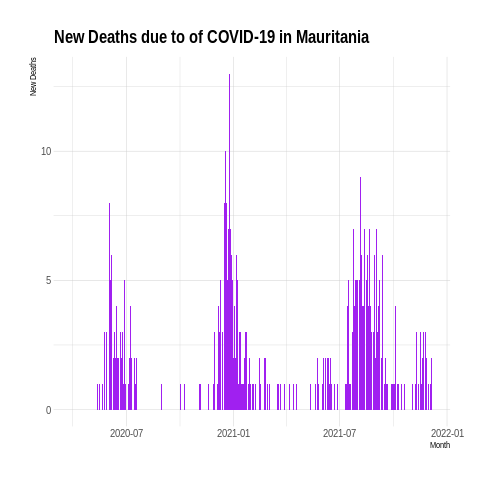 New Deaths due to of COVID-19 in Mauritania
New Deaths
10
5
0
2020-07 2021-01 2021-07 2022-01
Month